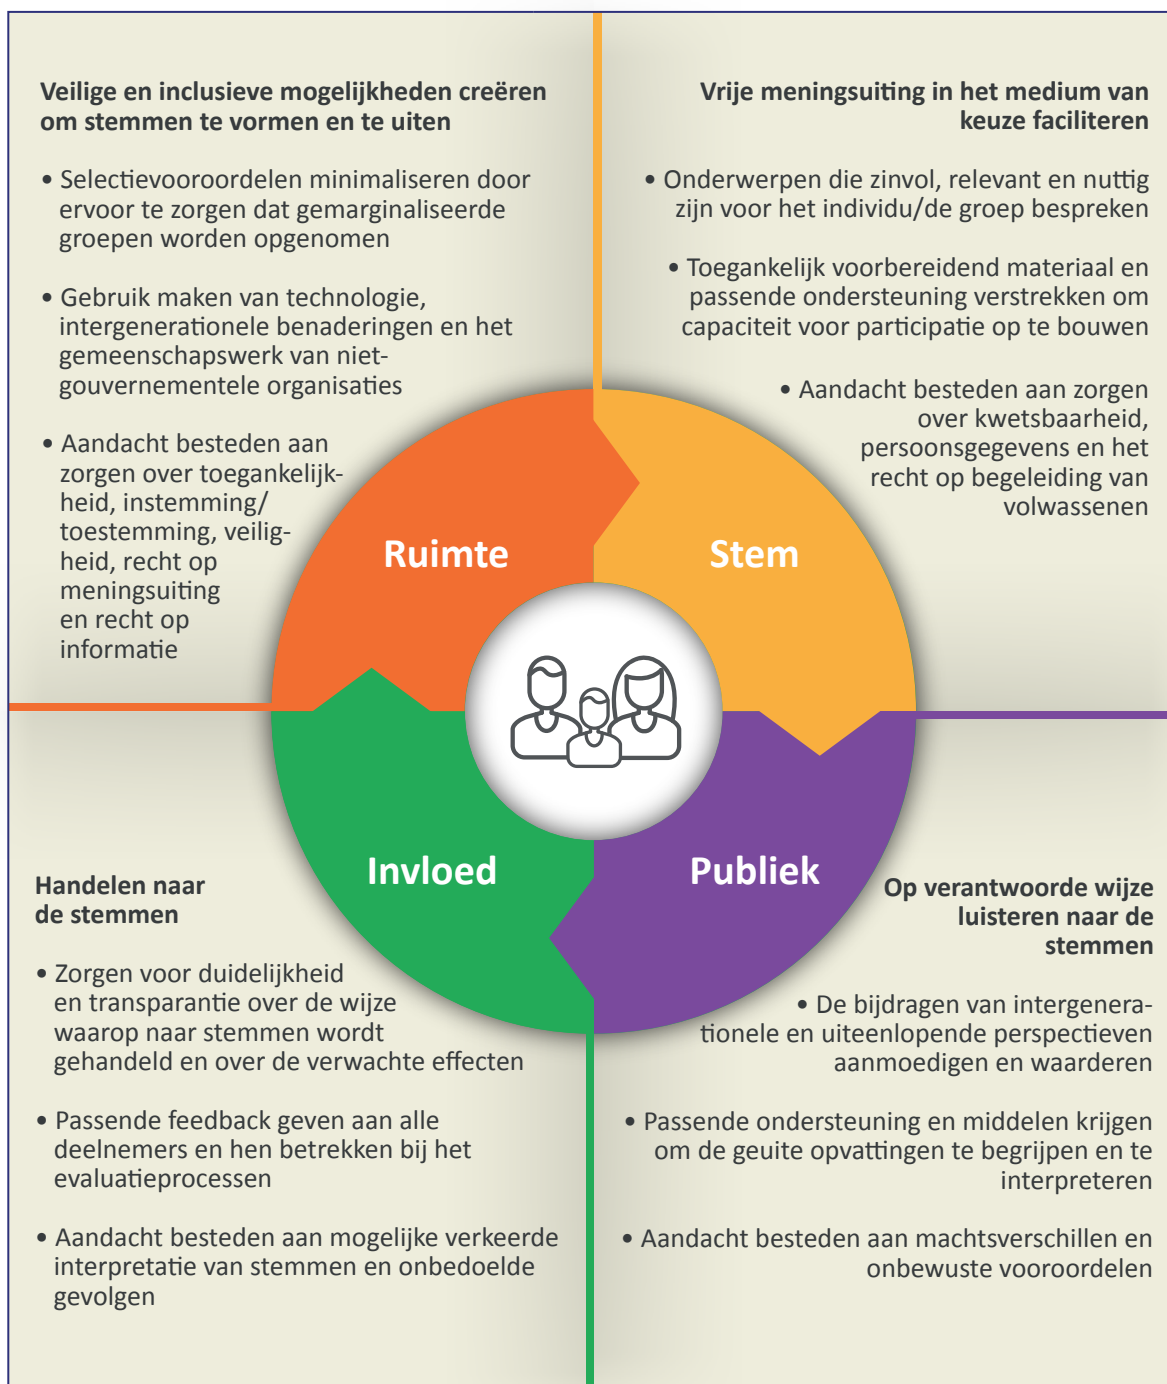 Veilige en inclusieve mogelijkheden creëren
om stemmen te vormen en te uiten
• Selectievooroordelen minimaliseren door
ervoor te zorgen dat gemarginaliseerde
groepen worden opgenomen
• Gebruik maken van technologie,
intergenerationele benaderingen en het
gemeenschapswerk van niet-
gouvernementele organisaties
• Aandacht besteden aan
zorgen over toegankelijk-
heid, instemming/
toestemming, veilig-
heid, recht op
meningsuiting
en recht op
informatie
Vrije meningsuiting in het medium van
keuze faciliteren
• Onderwerpen die zinvol, relevant en nuttig
zijn voor het individu/de groep bespreken
• Toegankelijk voorbereidend materiaal en
passende ondersteuning verstrekken om
capaciteit voor participatie op te bouwen
• Aandacht besteden aan zorgen
over kwetsbaarheid,
persoonsgegevens en het
recht op begeleiding van
volwassenen
Ruimte
Stem
Invloed
Publiek
Handelen naar
de stemmen
• Zorgen voor duidelijkheid
en transparantie over de wijze
waarop naar stemmen wordt
gehandeld en over de verwachte effecten
• Passende feedback geven aan alle
deelnemers en hen betrekken bij het
evaluatieprocessen
• Aandacht besteden aan mogelijke verkeerde
interpretatie van stemmen en onbedoelde
gevolgen
Op verantwoorde wijze
luisteren naar de
stemmen
• De bijdragen van intergenera-
tionele en uiteenlopende perspectieven
aanmoedigen en waarderen
• Passende ondersteuning en middelen krijgen
om de geuite opvattingen te begrijpen en te
interpreteren
• Aandacht besteden aan machtsverschillen en
onbewuste vooroordelen